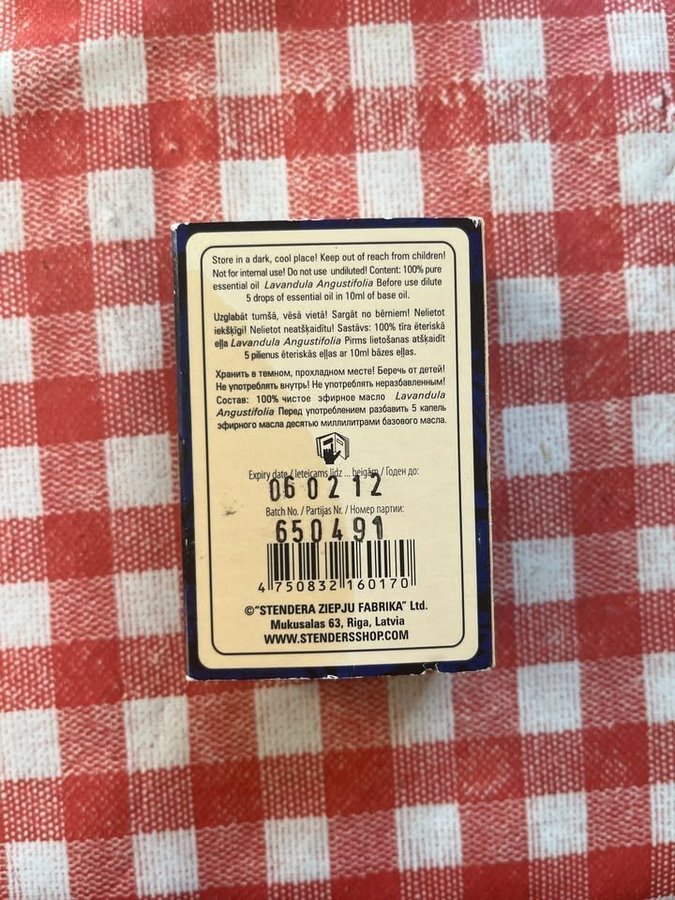 Store in a dark, cool place! Keep out of reach from children!
Not for internal use! Do not use undiluted! Content: 100% pure
essential oil Lavandula Angustifolia Before use dilute
5 drops of essential oil in 10ml of base oil.
Uzglabāt tumšā, vēsā vietā! Sargāt no bērniem! Nelietot
iekšķīgi! Nelietot neatšķaidītu! Sastāvs: 100% tīra ēteriskā
eļļa Lavandula Angustifolia Pirms lietošanas atšķaidīt
5 pilienus ēteriskās eļļas ar 10ml bāzes eļļas.
Хранить в темном, прохладном месте! Беречь от детей!
Не употреблять внутрь! Не употреблять неразбавленным!
Состав: 100% чистое эфирное масло Lavandula
Angustifolia Перед употреблением разбавить 5 капель
эфирного масла десятью миллилитрами базового масла.
Expiry date / Ieteicams līdz ... beigām / Годен до:
060212
Batch No. / Partijas Nr. / Номер партии:
650491
4 750832 160170
©"STENDERA ZIEPJU FABRIKA" Ltd.
Mukusalas 63, Riga, Latvia
WWW.STENDERSSHOP.COM